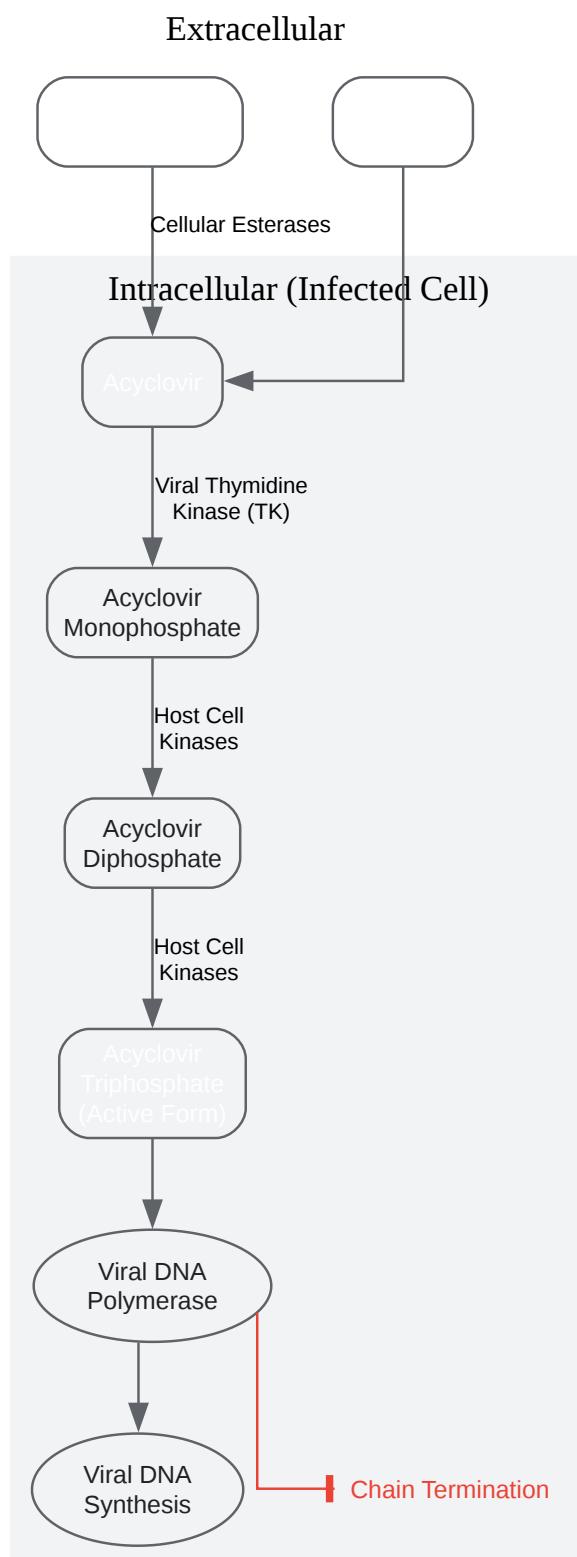 Extracellular
Cellular Esterases
Intracellular (Infected Cell)
Acyclovir
Viral Thymidine
Kinase (TK)
Acyclovir
Monophosphate
Host Cell
Kinases
Acyclovir
Diphosphate
Host Cell
Kinases
Acyclovir
Triphosphate
(Active Form)
Viral DNA
Polymerase
Viral DNA
Synthesis
Chain Termination